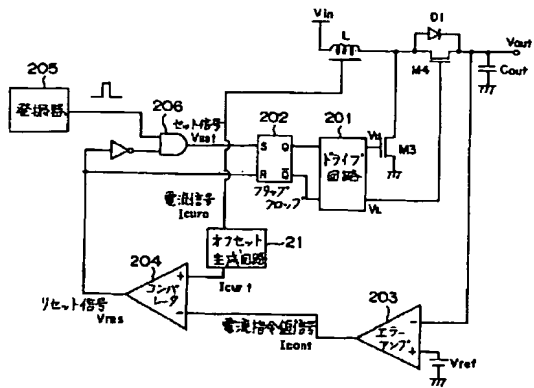 Vin
L
D1
Vout
M4
Cout
205
発振器
206
セット信号
Vset
202
S Q
R Q̅
フリップ
フロップ
201
ドライブ
回路
VH
M3
VL
電流信号
Icuro
オフセット
生成回路
21
204
コンパ
レータ
Icurt
リセット信号
Vres
電流指令値信号
Icont
203
エラー
アンプ
Vref